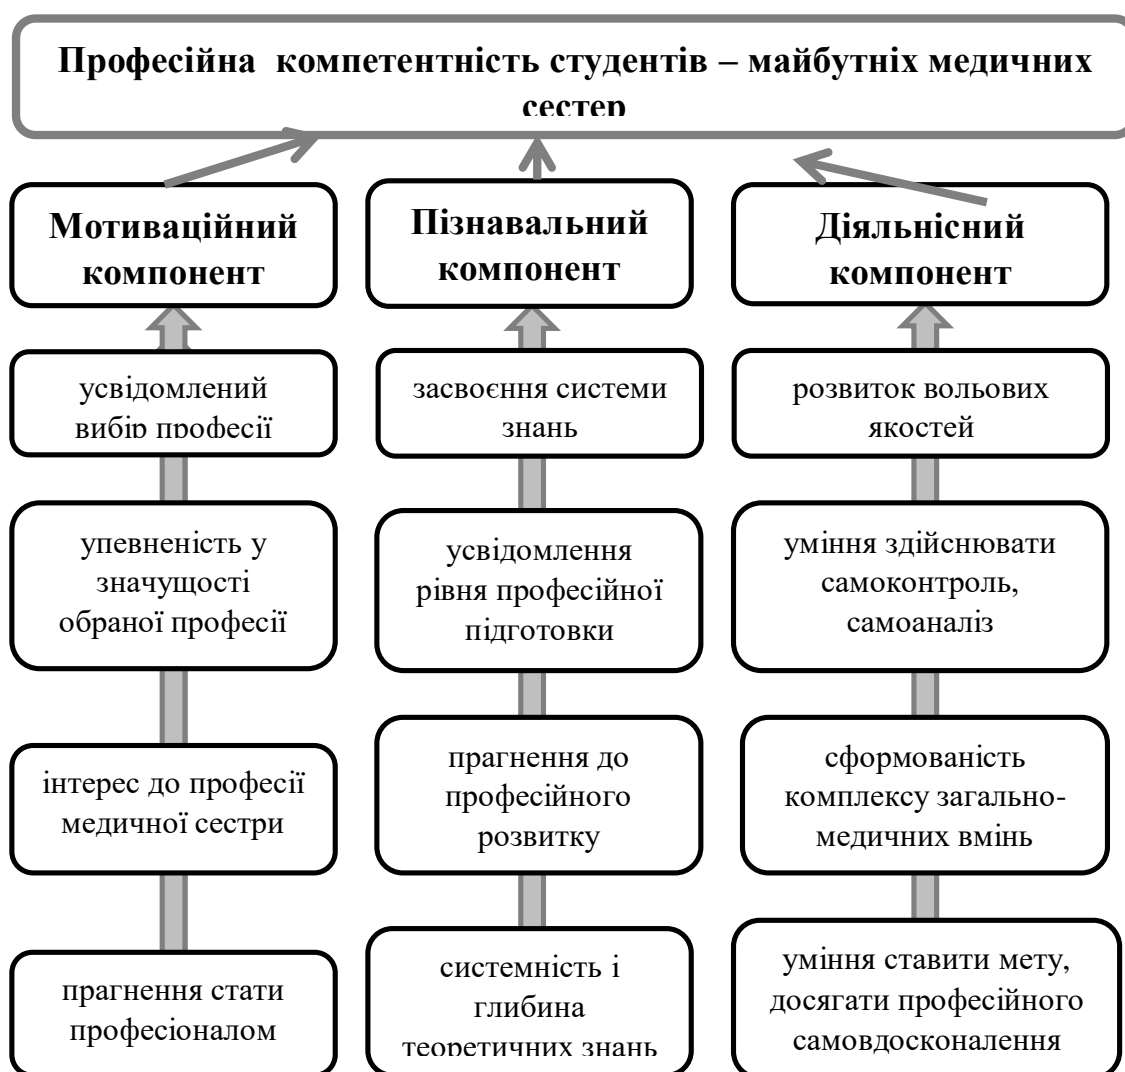 Професійна компетентність студентів – майбутніх медичних
сестер
Мотиваційний
компонент
Пізнавальний
компонент
Діяльнісний
компонент
усвідомлений
вибір професії
засвоєння системи
знань
розвиток вольових
якостей
упевненість у
значущості
обраної професії
усвідомлення
рівня професійної
підготовки
уміння здійснювати
самоконтроль,
самоаналіз
інтерес до професії
медичної сестри
прагнення до
професійного
розвитку
сформованість
комплексу загально-
медичних вмінь
прагнення стати
професіоналом
системність і
глибина
теоретичних знань
уміння ставити мету,
досягати професійного
самовдосконалення